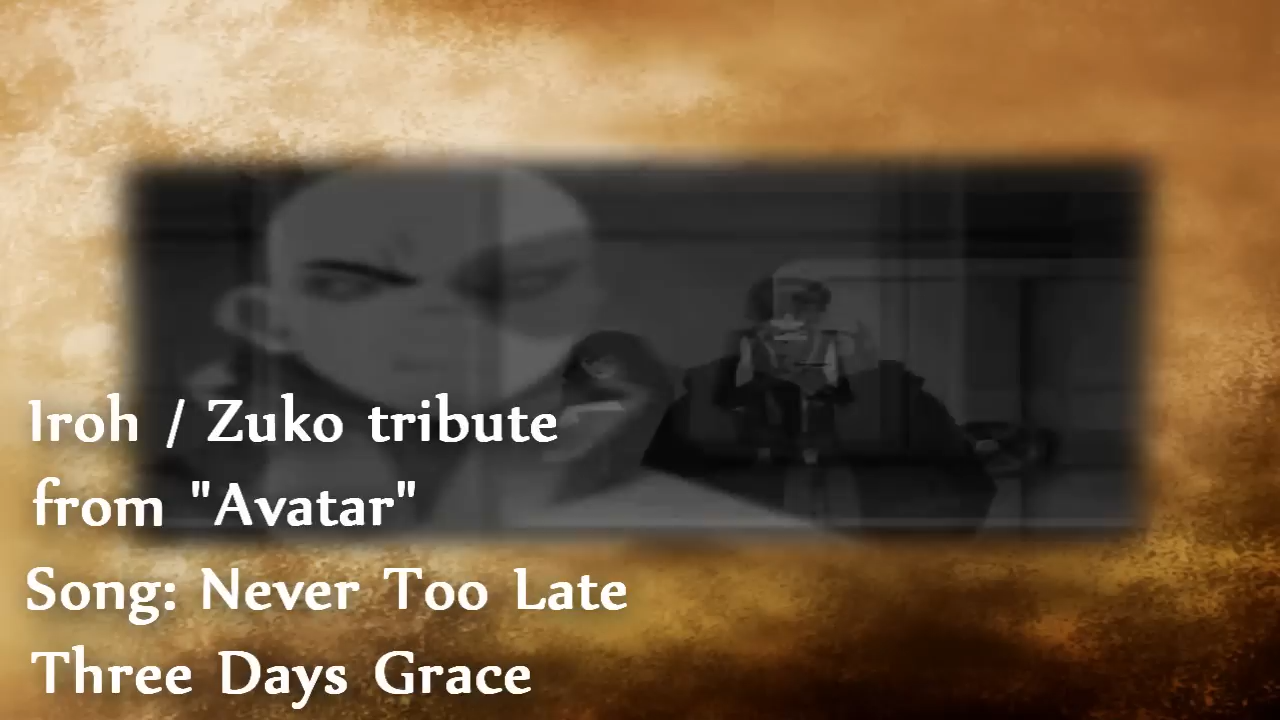 Iroh / Zuko tribute
from "Avatar"
Song: Never Too Late
Three Days Grace